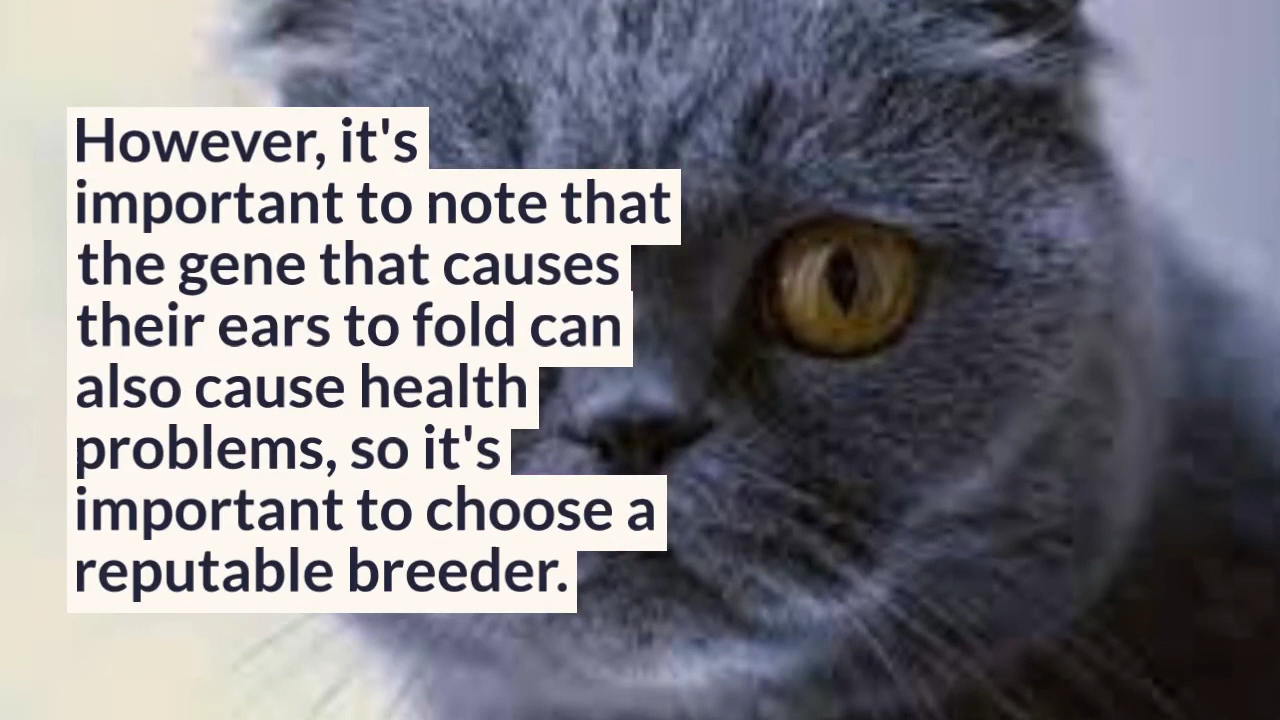 However, it's
important to note that
the gene that causes
their ears to fold can
also cause health
problems, so it's
important to choose a
reputable breeder.